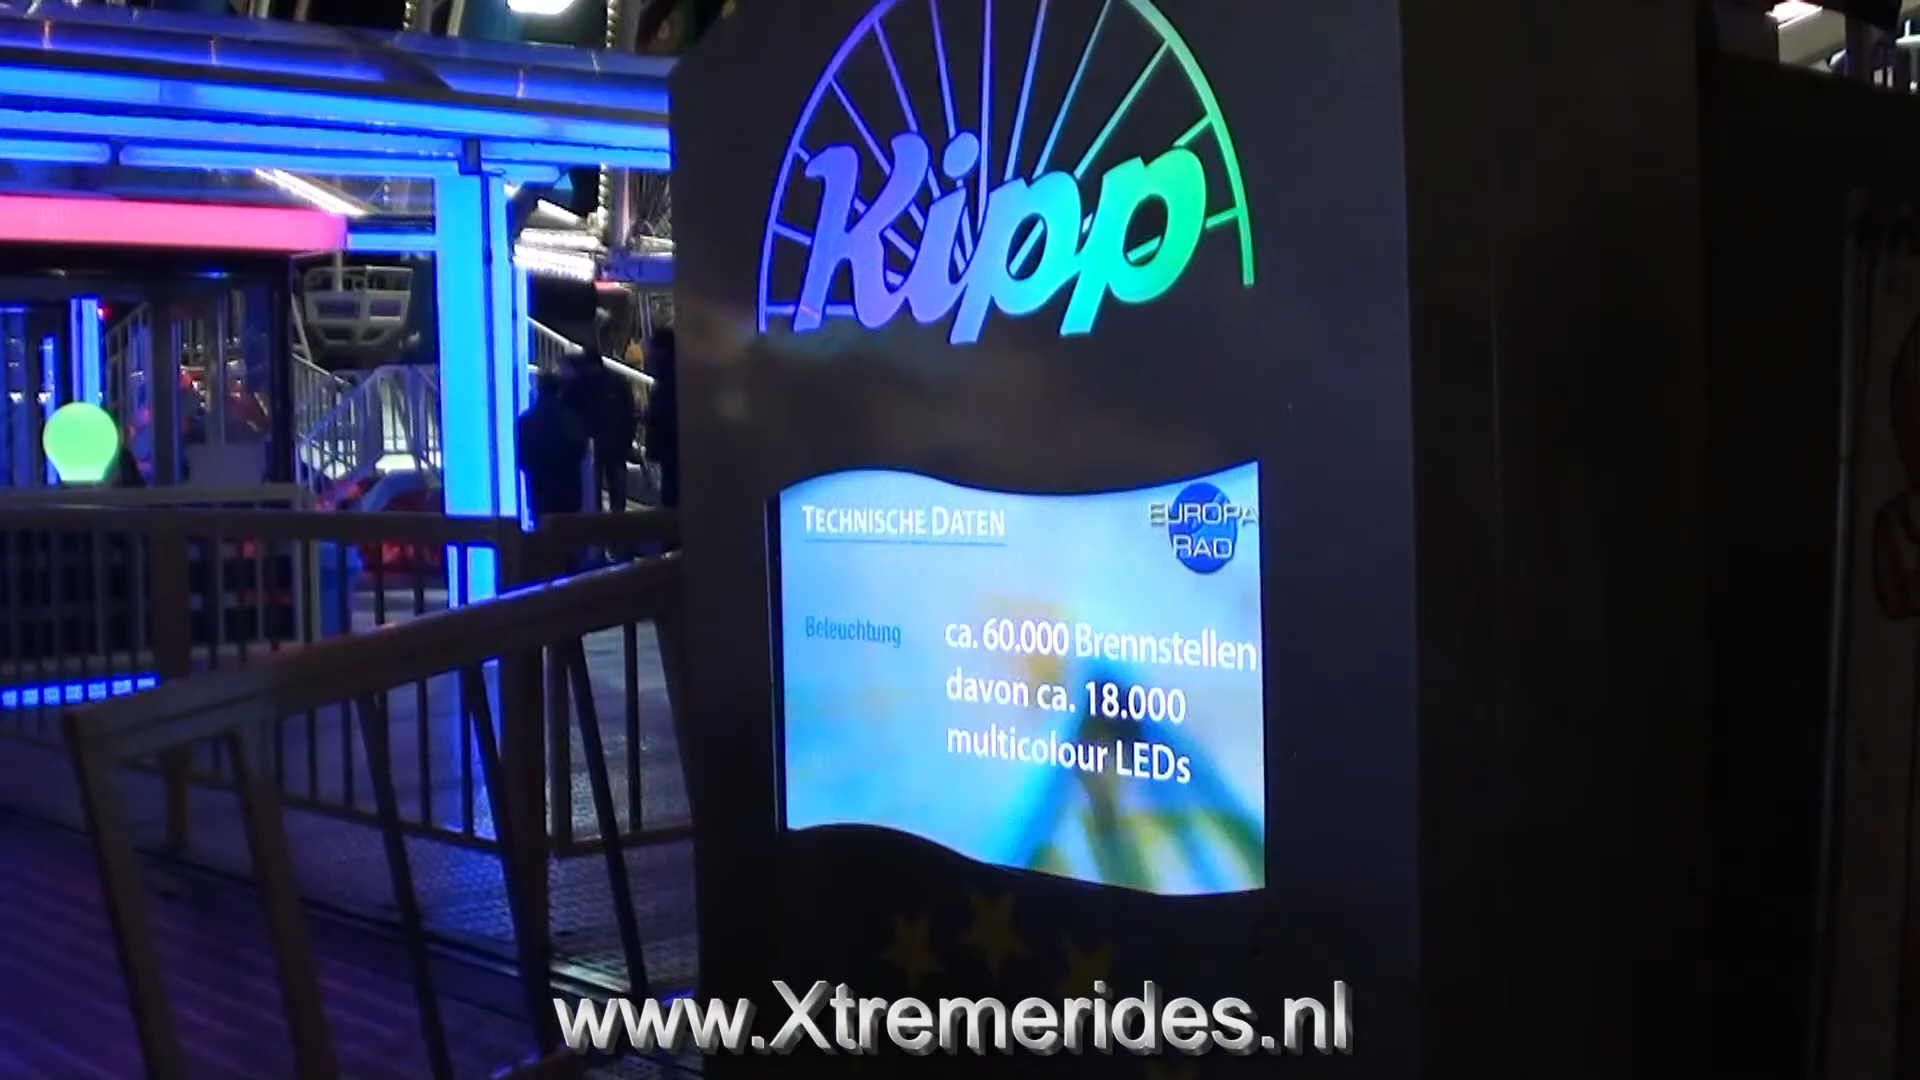 Kipp
TECHNISCHE DATEN
EUROPA
RAD
Beleuchtung
ca. 60.000 Brennstellen
davon ca. 18.000
multicolour LEDs
www.Xtremerides.nl